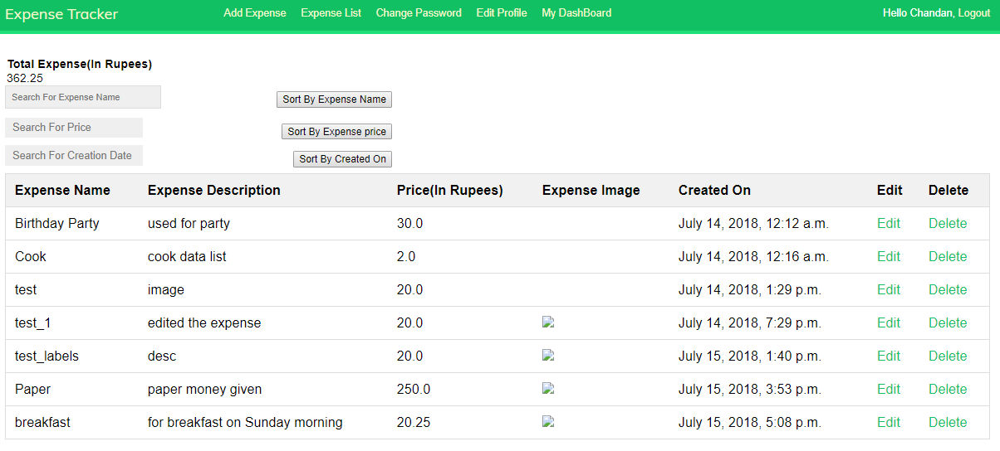 Expense Tracker Add Expense Expense List Change Password Edit Profile My DashBoard Hello Chandan, Logout
Total Expense(In Rupees)
362.25
Search For Expense Name Sort By Expense Name
Search For Price Sort By Expense price
Search For Creation Date Sort By Created On
Expense Name Expense Description Price(In Rupees) Expense Image Created On Edit Delete
Birthday Party used for party 30.0 July 14, 2018, 12:12 a.m. Edit Delete
Cook cook data list 2.0 July 14, 2018, 12:16 a.m. Edit Delete
test image 20.0 July 14, 2018, 1:29 p.m. Edit Delete
test_1 edited the expense 20.0 July 14, 2018, 7:29 p.m. Edit Delete
test_labels desc 20.0 July 15, 2018, 1:40 p.m. Edit Delete
Paper paper money given 250.0 July 15, 2018, 3:53 p.m. Edit Delete
breakfast for breakfast on Sunday morning 20.25 July 15, 2018, 5:08 p.m. Edit Delete